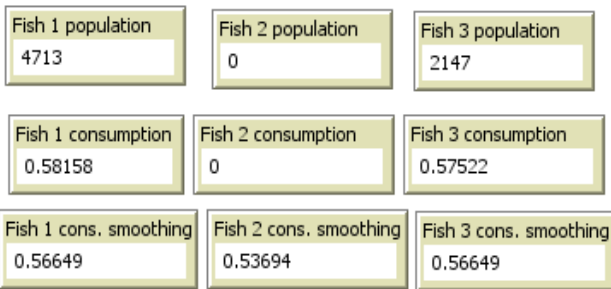 Fish 1 population
4713
Fish 2 population
0
Fish 3 population
2147
Fish 1 consumption
0.58158
Fish 2 consumption
0
Fish 3 consumption
0.57522
Fish 1 cons. smoothing
0.56649
Fish 2 cons. smoothing
0.53694
Fish 3 cons. smoothing
0.56649